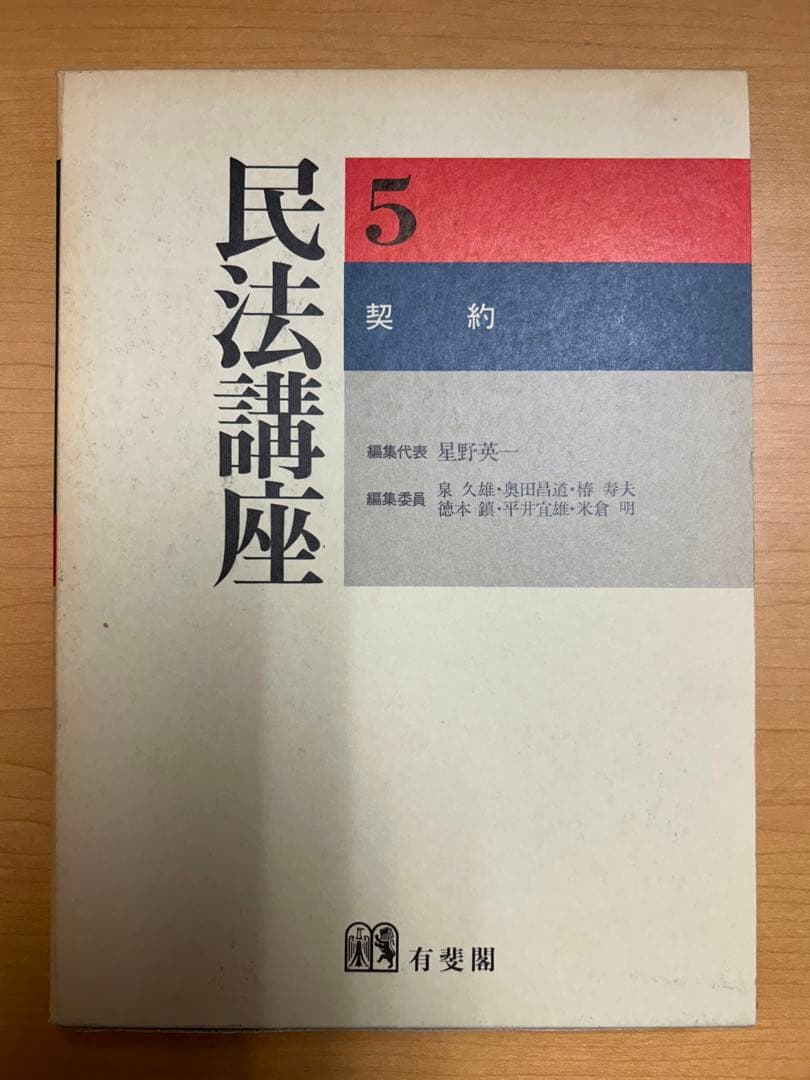 民法講座
5
契約
編集代表 星野英一
編集委員 泉 久雄・奥田昌道・椿 寿夫
徳本 鎭・平井宜雄・米倉 明
有斐閣